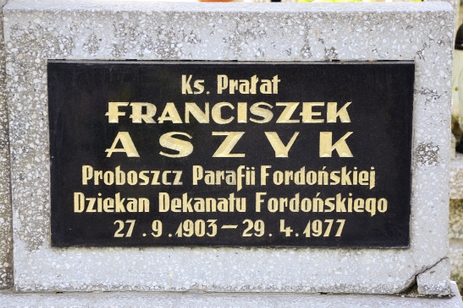 Ks. Prałat
FRANCISZEK
ASZYK
Proboszcz Parafii Fordońskiej
Dziekan Dekanatu Fordońskiego
27.9.1903 — 29.4.1977